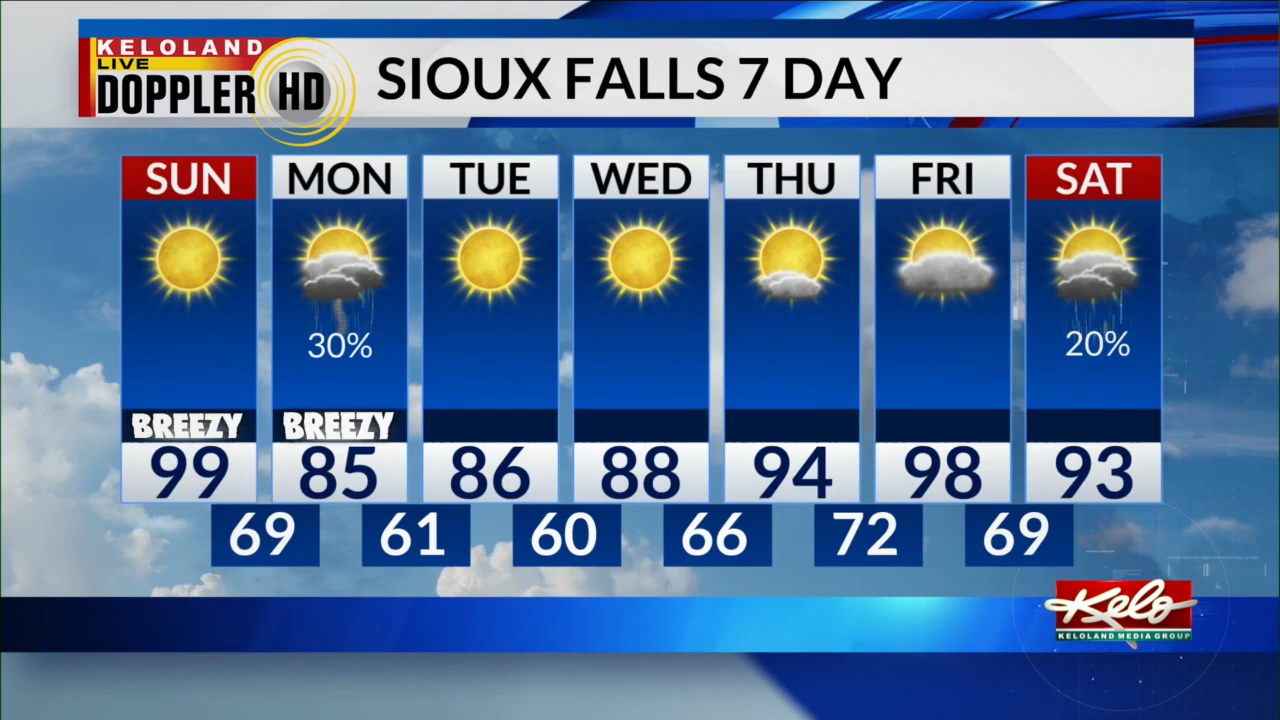 KELOLAND
LIVE
DOPPLER HD
SIOUX FALLS 7 DAY
SUN MON TUE WED THU FRI SAT
30% 20%
BREEZY BREEZY
99 85 86 88 94 98 93
69 61 60 66 72 69
Kelo
KELOLAND MEDIA GROUP